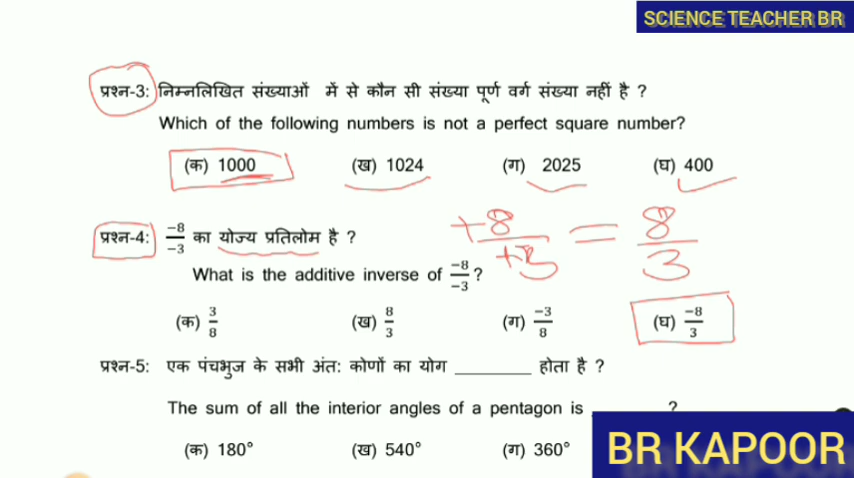 SCIENCE TEACHER BR
प्रश्न-3: निम्नलिखित संख्याओं में से कौन सी संख्या पूर्ण वर्ग संख्या नहीं है ?
Which of the following numbers is not a perfect square number?
(क) 1000 (ख) 1024 (ग) 2025 (घ) 400
प्रश्न-4: -8/-3 का योज्य प्रतिलोम है ? +8/+3 = 8/3
What is the additive inverse of -8/-3?
(क) 3/8 (ख) 8/3 (ग) -3/8 (घ) -8/3
प्रश्न-5: एक पंचभुज के सभी अंत: कोणों का योग ________ होता है ?
The sum of all the interior angles of a pentagon is ?
(क) 180° (ख) 540° (ग) 360°
BR KAPOOR